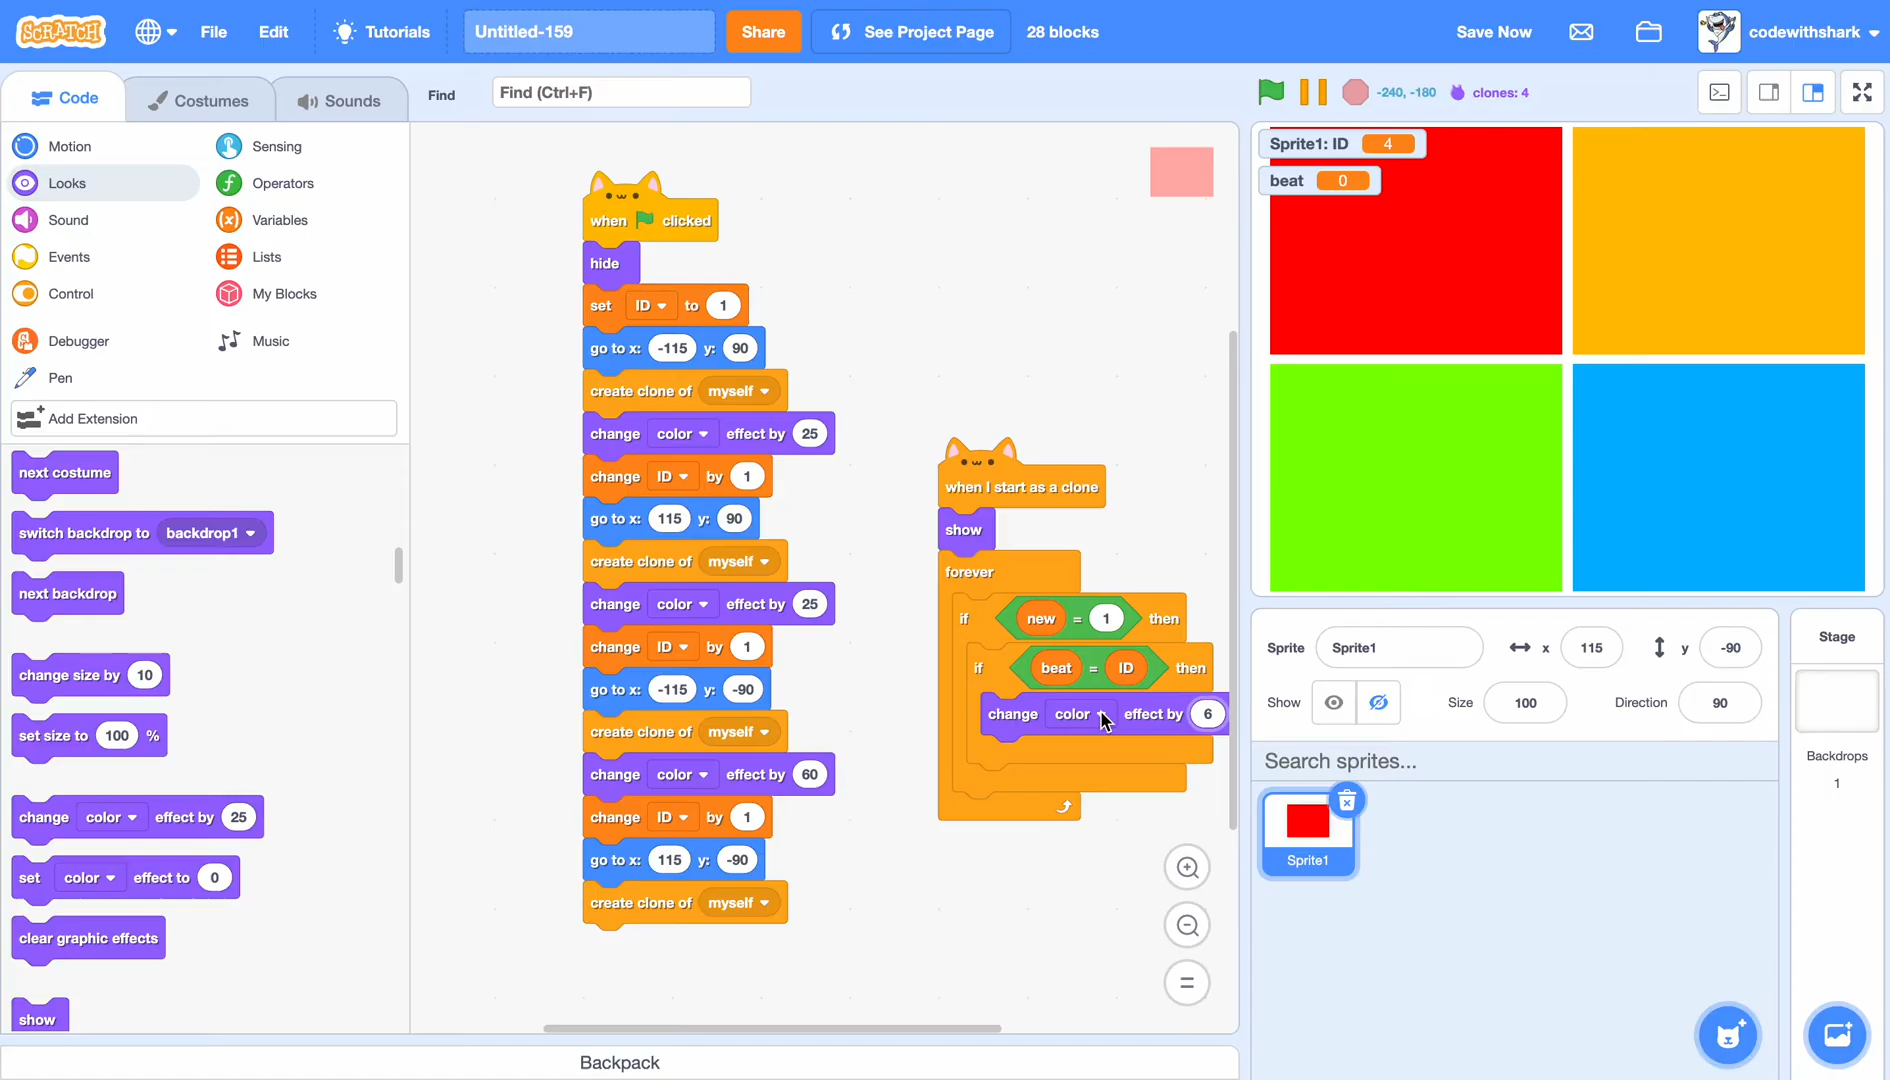 SCRATCH
File
Edit
Tutorials
Untitled-159
Share
See Project Page
28 blocks
Save Now
codewithshark
Code
Costumes
Sounds
Find
Find (Ctrl+F)
-240, -180
clones: 4
Motion
Looks
Sound
Events
Control
Debugger
Pen
Sensing
Operators
Variables
Lists
My Blocks
Music
Add Extension
next costume
switch backdrop to backdrop1
next backdrop
change size by 10
set size to 100 %
change color effect by 25
set color effect to 0
clear graphic effects
show
when clicked
hide
set ID to 1
go to x: -115 y: 90
create clone of myself
change color effect by 25
change ID by 1
go to x: 115 y: 90
create clone of myself
change color effect by 25
change ID by 1
go to x: -115 y: -90
create clone of myself
change color effect by 60
change ID by 1
go to x: 115 y: -90
create clone of myself
when I start as a clone
show
forever
if new = 1 then
if beat = ID then
change color effect by 6
Sprite1: ID 4
beat 0
Sprite Sprite1 x 115 y -90
Show Size 100 Direction 90
Search sprites...
Sprite1
Stage
Backdrops
1
Backpack